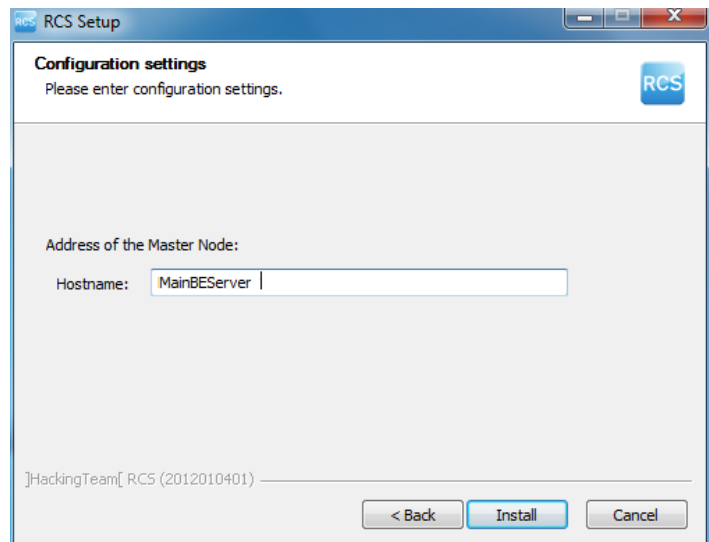 RCS RCS Setup
Configuration settings
Please enter configuration settings.
RCS
Address of the Master Node:
Hostname: MainBEServer
]HackingTeam[ RCS (2012010401)
< Back Install Cancel